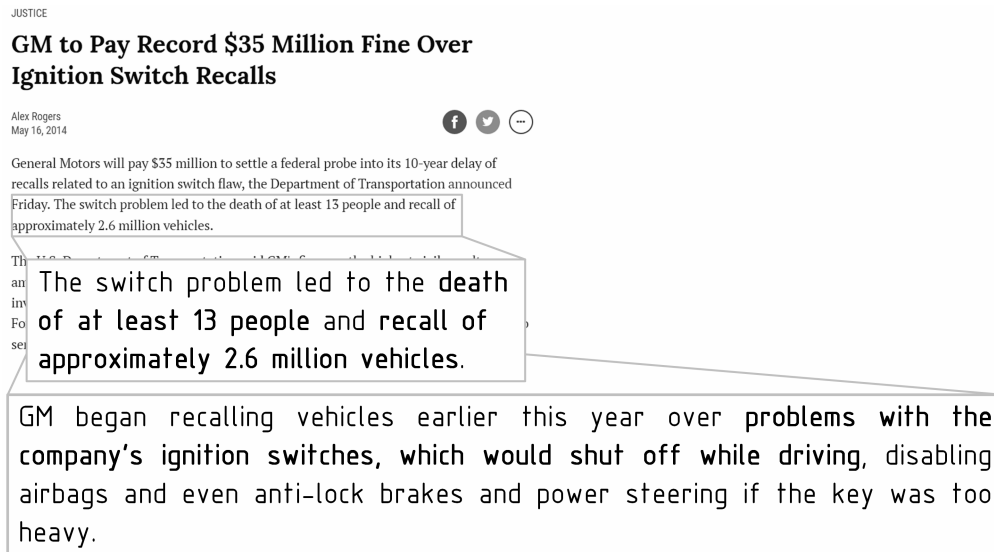 JUSTICE
GM to Pay Record $35 Million Fine Over
Ignition Switch Recalls
Alex Rogers
May 16, 2014
General Motors will pay $35 million to settle a federal probe into its 10-year delay of
recalls related to an ignition switch flaw, the Department of Transportation announced
Friday. The switch problem led to the death of at least 13 people and recall of
approximately 2.6 million vehicles.
The switch problem led to the death
of at least 13 people and recall of
approximately 2.6 million vehicles.
GM began recalling vehicles earlier this year over problems with the
company's ignition switches, which would shut off while driving, disabling
airbags and even anti-lock brakes and power steering if the key was too
heavy.